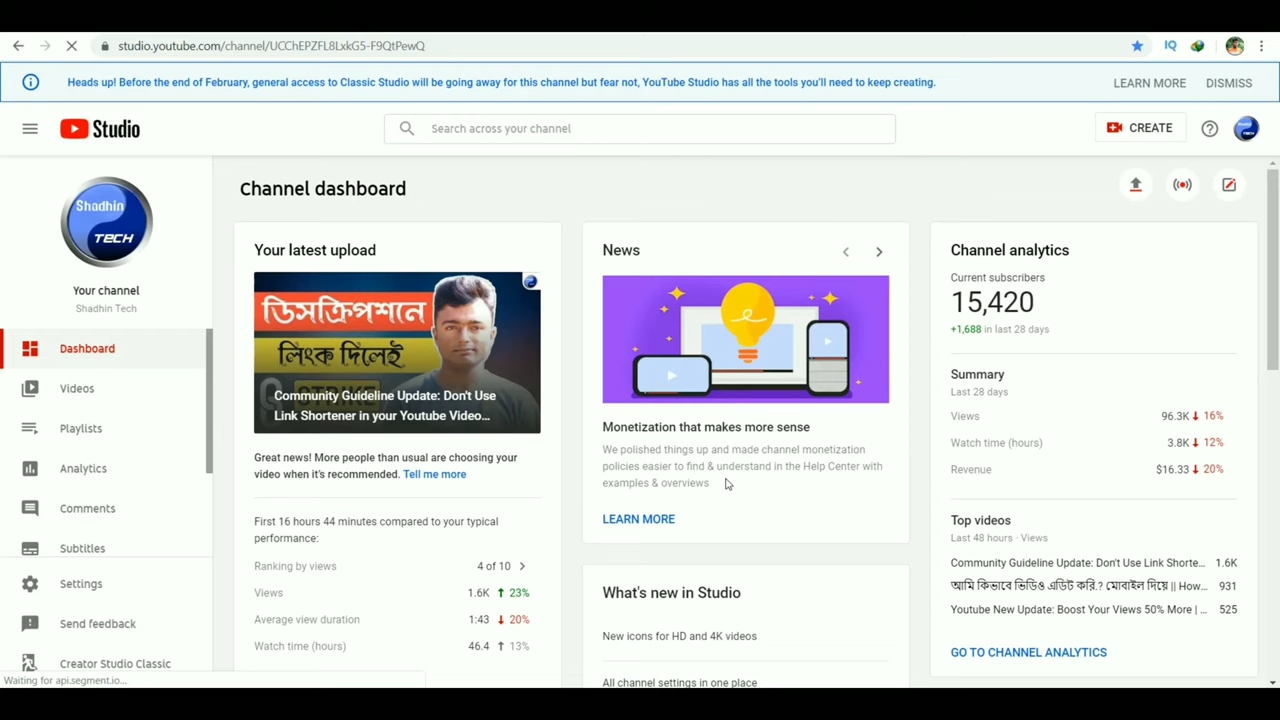 studio.youtube.com/channel/UCChEPZFL8LxkG5-F9QtPewQ
IQ
Heads up! Before the end of February, general access to Classic Studio will be going away for this channel but fear not, YouTube Studio has all the tools you'll need to keep creating.
LEARN MORE
DISMISS
Studio
Search across your channel
CREATE
Shadhin
TECH
Your channel
Shadhin Tech
Dashboard
Videos
Playlists
Analytics
Comments
Subtitles
Settings
Send feedback
Creator Studio Classic
Waiting for api.segment.io...
Channel dashboard
Your latest upload
ডিসক্রিপশনে
লিংক দিলেই
STRIKE
Community Guideline Update: Don't Use
Link Shortener in your Youtube Video...
Great news! More people than usual are choosing your
video when it's recommended. Tell me more
First 16 hours 44 minutes compared to your typical
performance:
Ranking by views 4 of 10
Views 1.6K ↑ 23%
Average view duration 1:43 ↓ 20%
Watch time (hours) 46.4 ↑ 13%
News
Monetization that makes more sense
We polished things up and made channel monetization
policies easier to find & understand in the Help Center with
examples & overviews
LEARN MORE
What's new in Studio
New icons for HD and 4K videos
All channel settings in one place
Channel analytics
Current subscribers
15,420
+1,688 in last 28 days
Summary
Last 28 days
Views 96.3K ↓ 16%
Watch time (hours) 3.8K ↓ 12%
Revenue $16.33 ↓ 20%
Top videos
Last 48 hours · Views
Community Guideline Update: Don't Use Link Shorte... 1.6K
আমি কিভাবে ভিডিও এডিট করি.? মোবাইল দিয়ে || How... 931
Youtube New Update: Boost Your Views 50% More | ... 525
GO TO CHANNEL ANALYTICS